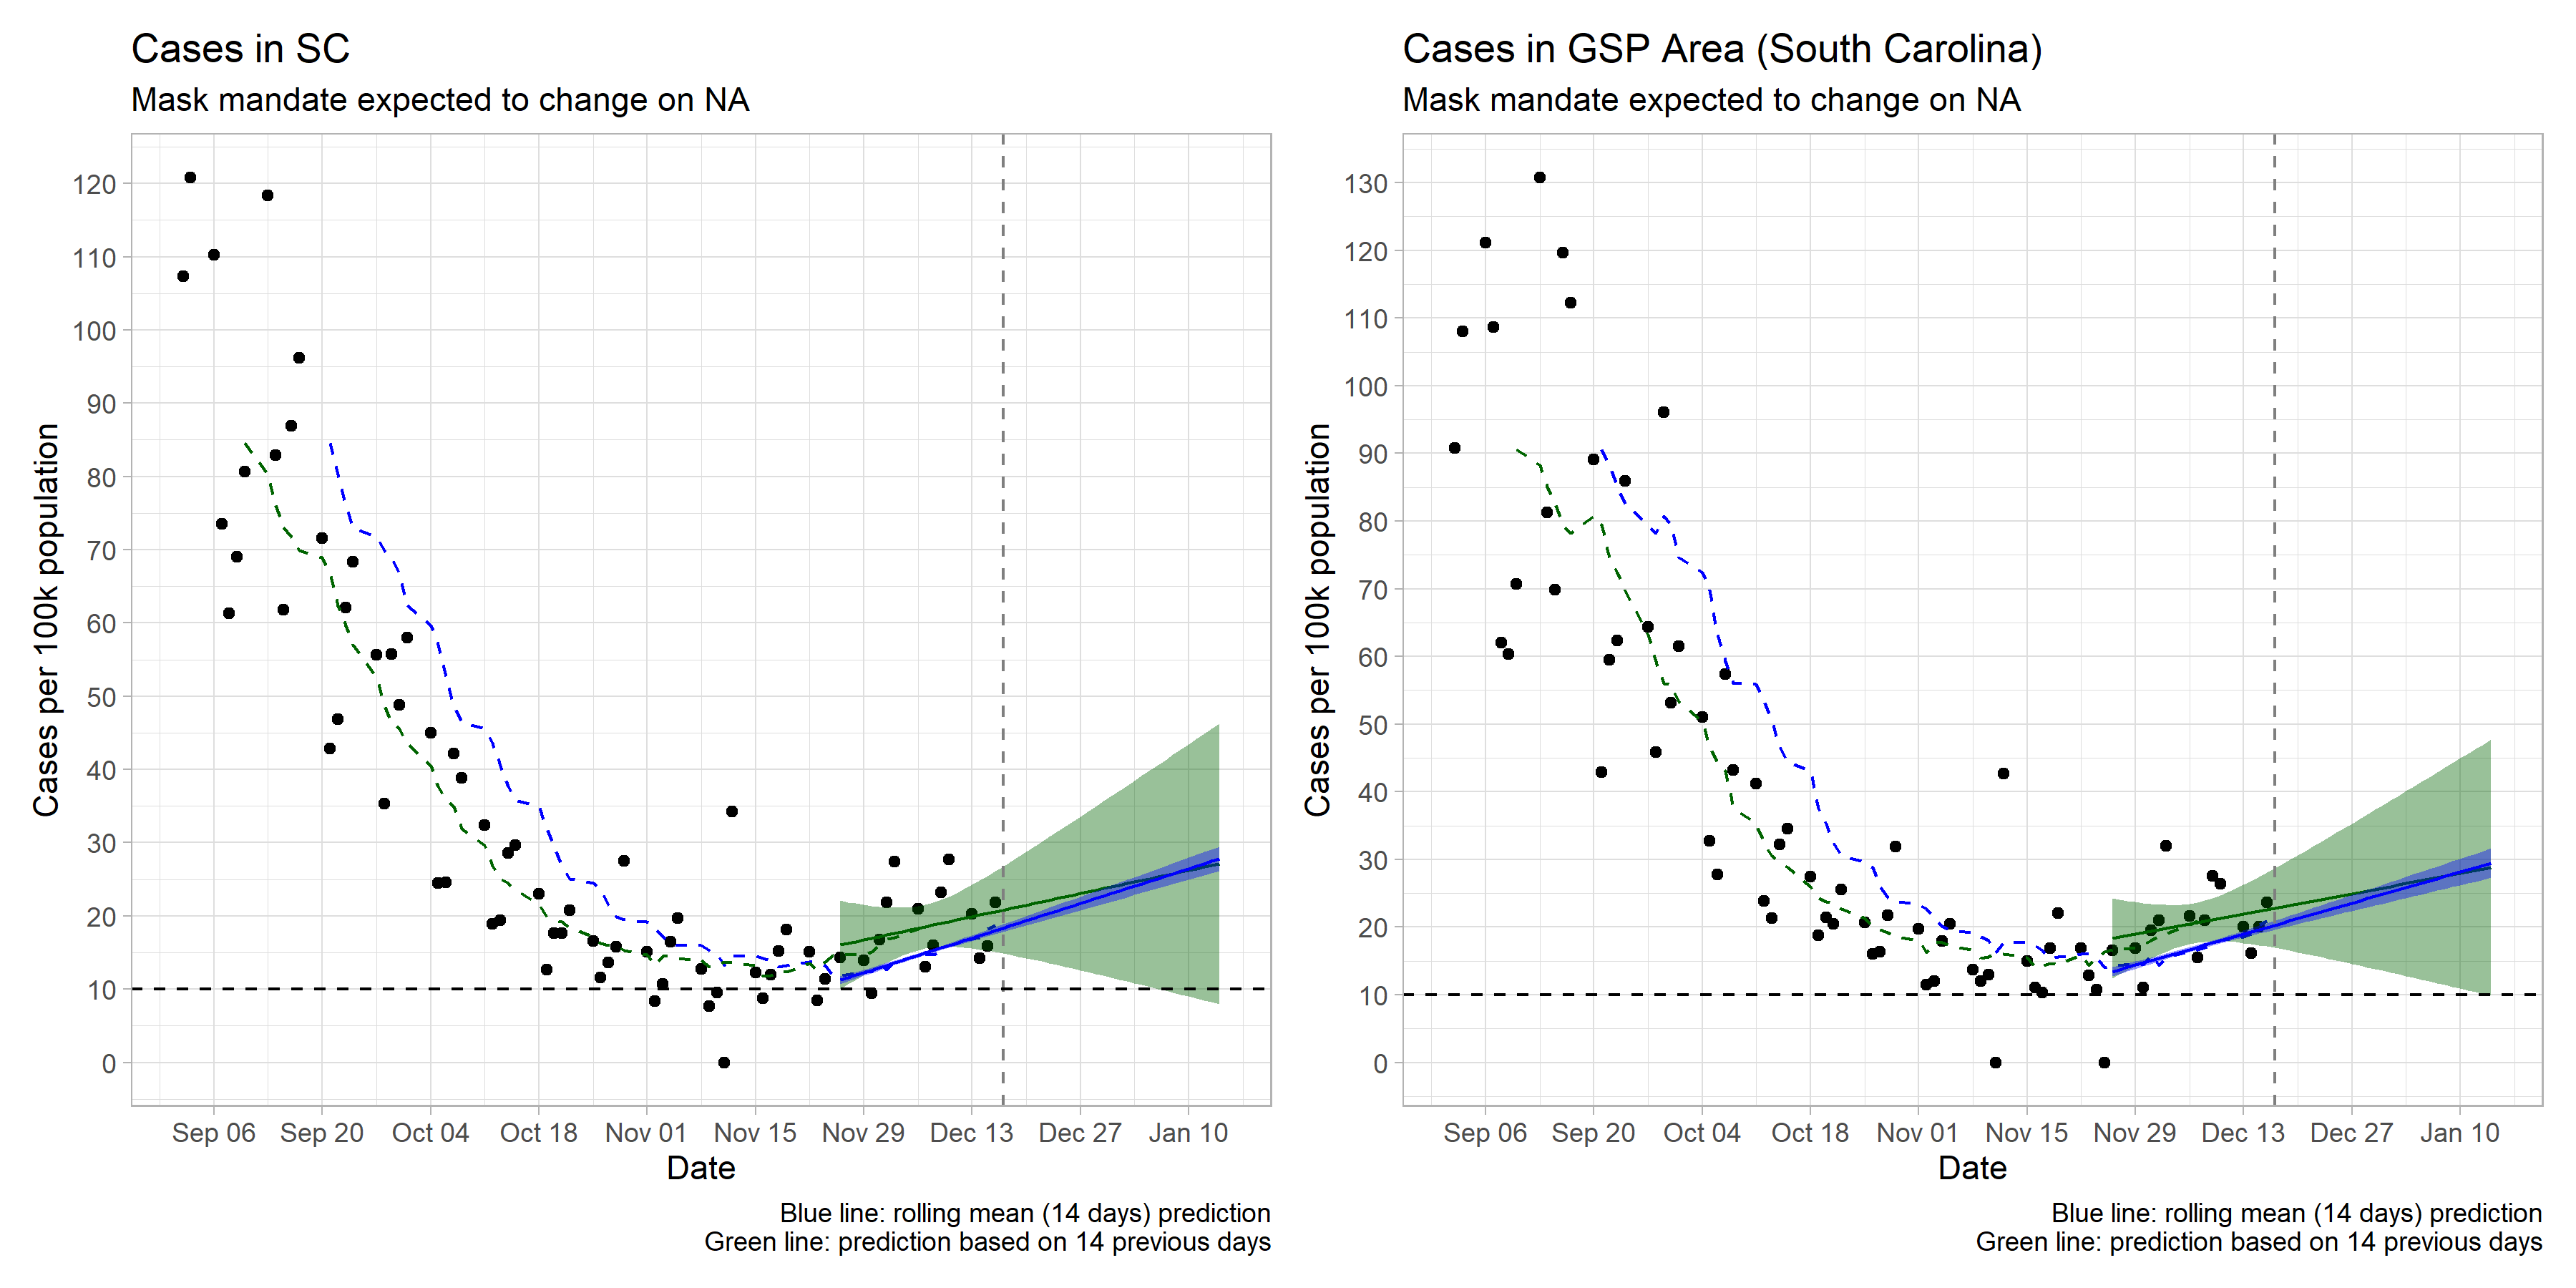 Cases in SC
Mask mandate expected to change on NA
Cases per 100k population
120
110
100
90
80
70
60
50
40
30
20
10
0
Sep 06 Sep 20 Oct 04 Oct 18 Nov 01 Nov 15 Nov 29 Dec 13 Dec 27 Jan 10
Date
Blue line: rolling mean (14 days) prediction
Green line: prediction based on 14 previous days
Cases in GSP Area (South Carolina)
Mask mandate expected to change on NA
Cases per 100k population
130
120
110
100
90
80
70
60
50
40
30
20
10
0
Sep 06 Sep 20 Oct 04 Oct 18 Nov 01 Nov 15 Nov 29 Dec 13 Dec 27 Jan 10
Date
Blue line: rolling mean (14 days) prediction
Green line: prediction based on 14 previous days